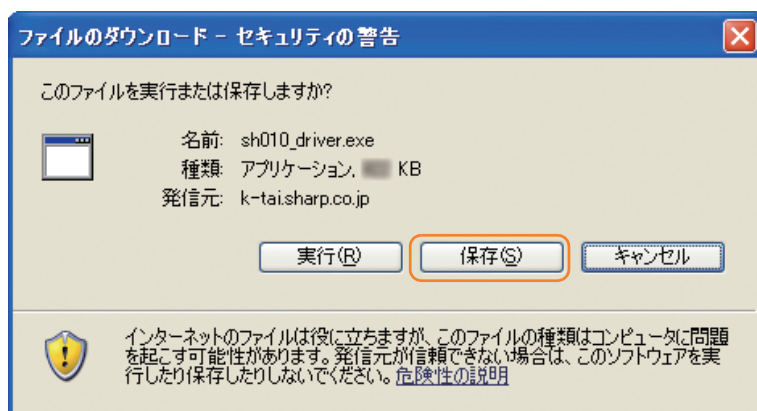 ファイルのダウンロード - セキュリティの警告
このファイルを実行または保存しますか?
名前: sh010_driver.exe
種類: アプリケーション, KB
発信元: k-tai.sharp.co.jp
実行(R) 保存(S) キャンセル
インターネットのファイルは役に立ちますが、このファイルの種類はコンピュータに問題
を起こす可能性があります。発信元が信頼できない場合は、このソフトウェアを実
行したり保存したりしないでください。危険性の説明